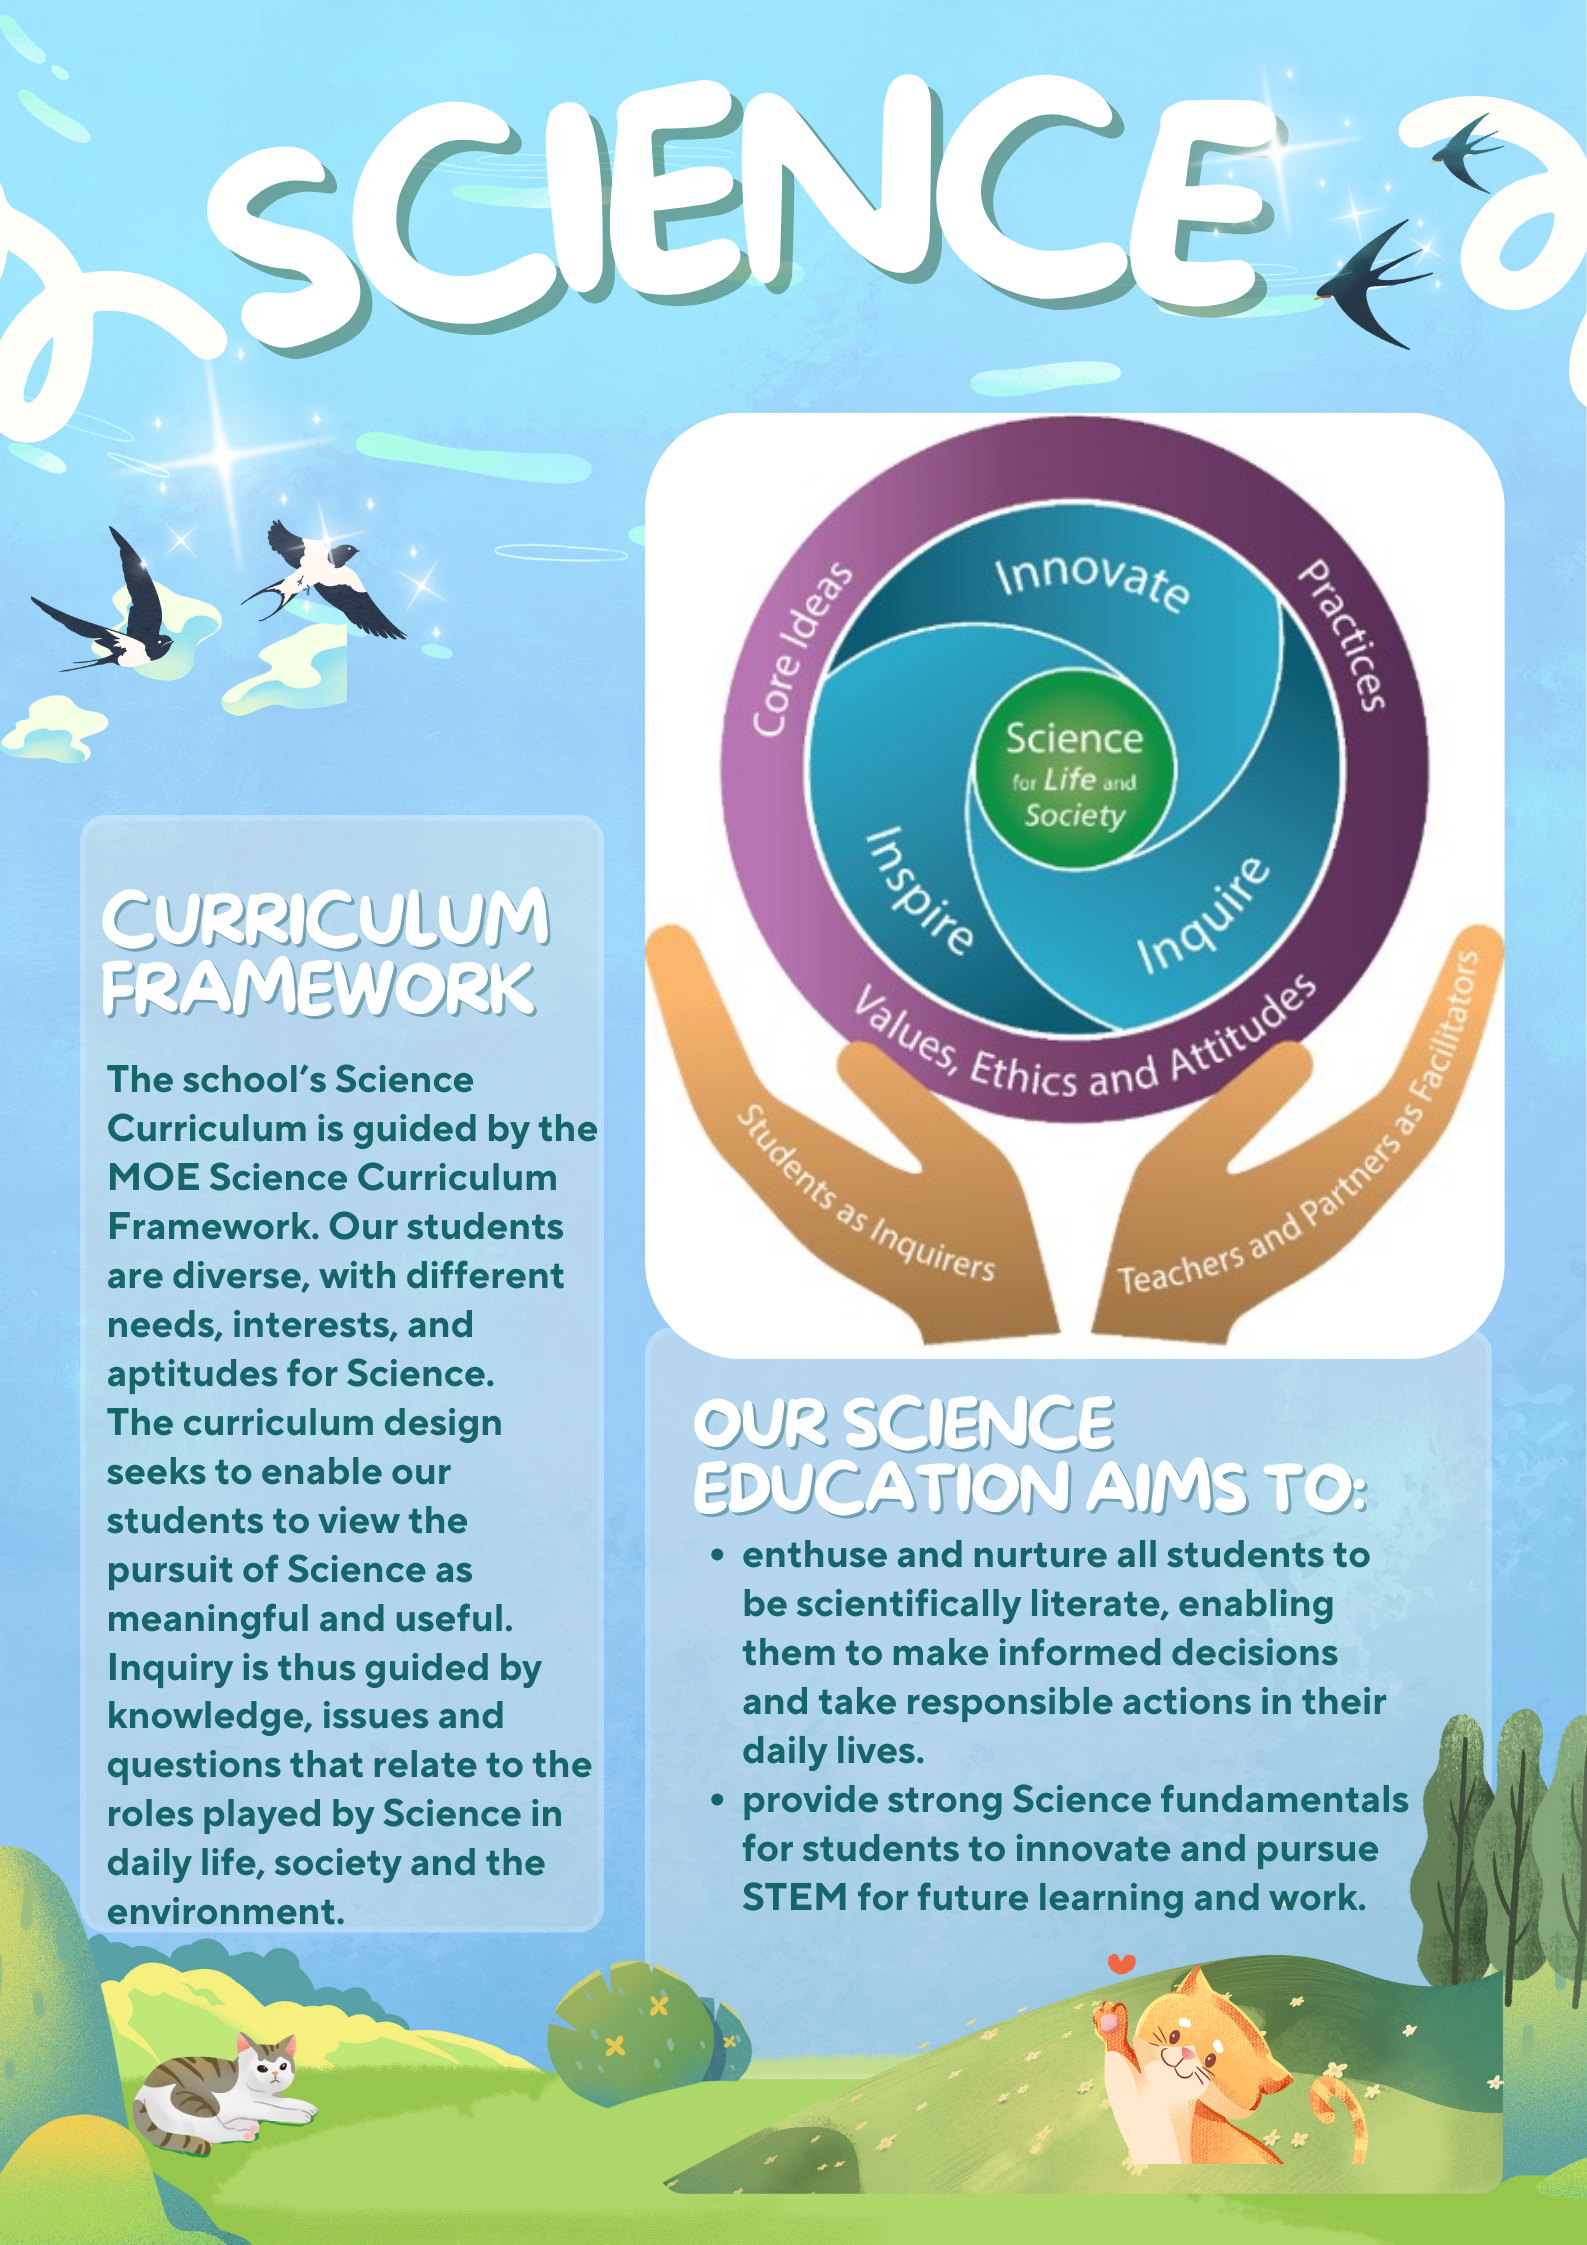 SCIENCE
Core Ideas
Practices
Innovate
Science
for Life and
Society
Inspire
Inquire
Values, Ethics and Attitudes
Students as Inquirers
Teachers and Partners as Facilitators
CURRICULUM
FRAMEWORK
The school's Science
Curriculum is guided by the
MOE Science Curriculum
Framework. Our students
are diverse, with different
needs, interests, and
aptitudes for Science.
The curriculum design
seeks to enable our
students to view the
pursuit of Science as
meaningful and useful.
Inquiry is thus guided by
knowledge, issues and
questions that relate to the
roles played by Science in
daily life, society and the
environment.
OUR SCIENCE
EDUCATION AIMS TO:
• enthuse and nurture all students to
be scientifically literate, enabling
them to make informed decisions
and take responsible actions in their
daily lives.
• provide strong Science fundamentals
for students to innovate and pursue
STEM for future learning and work.